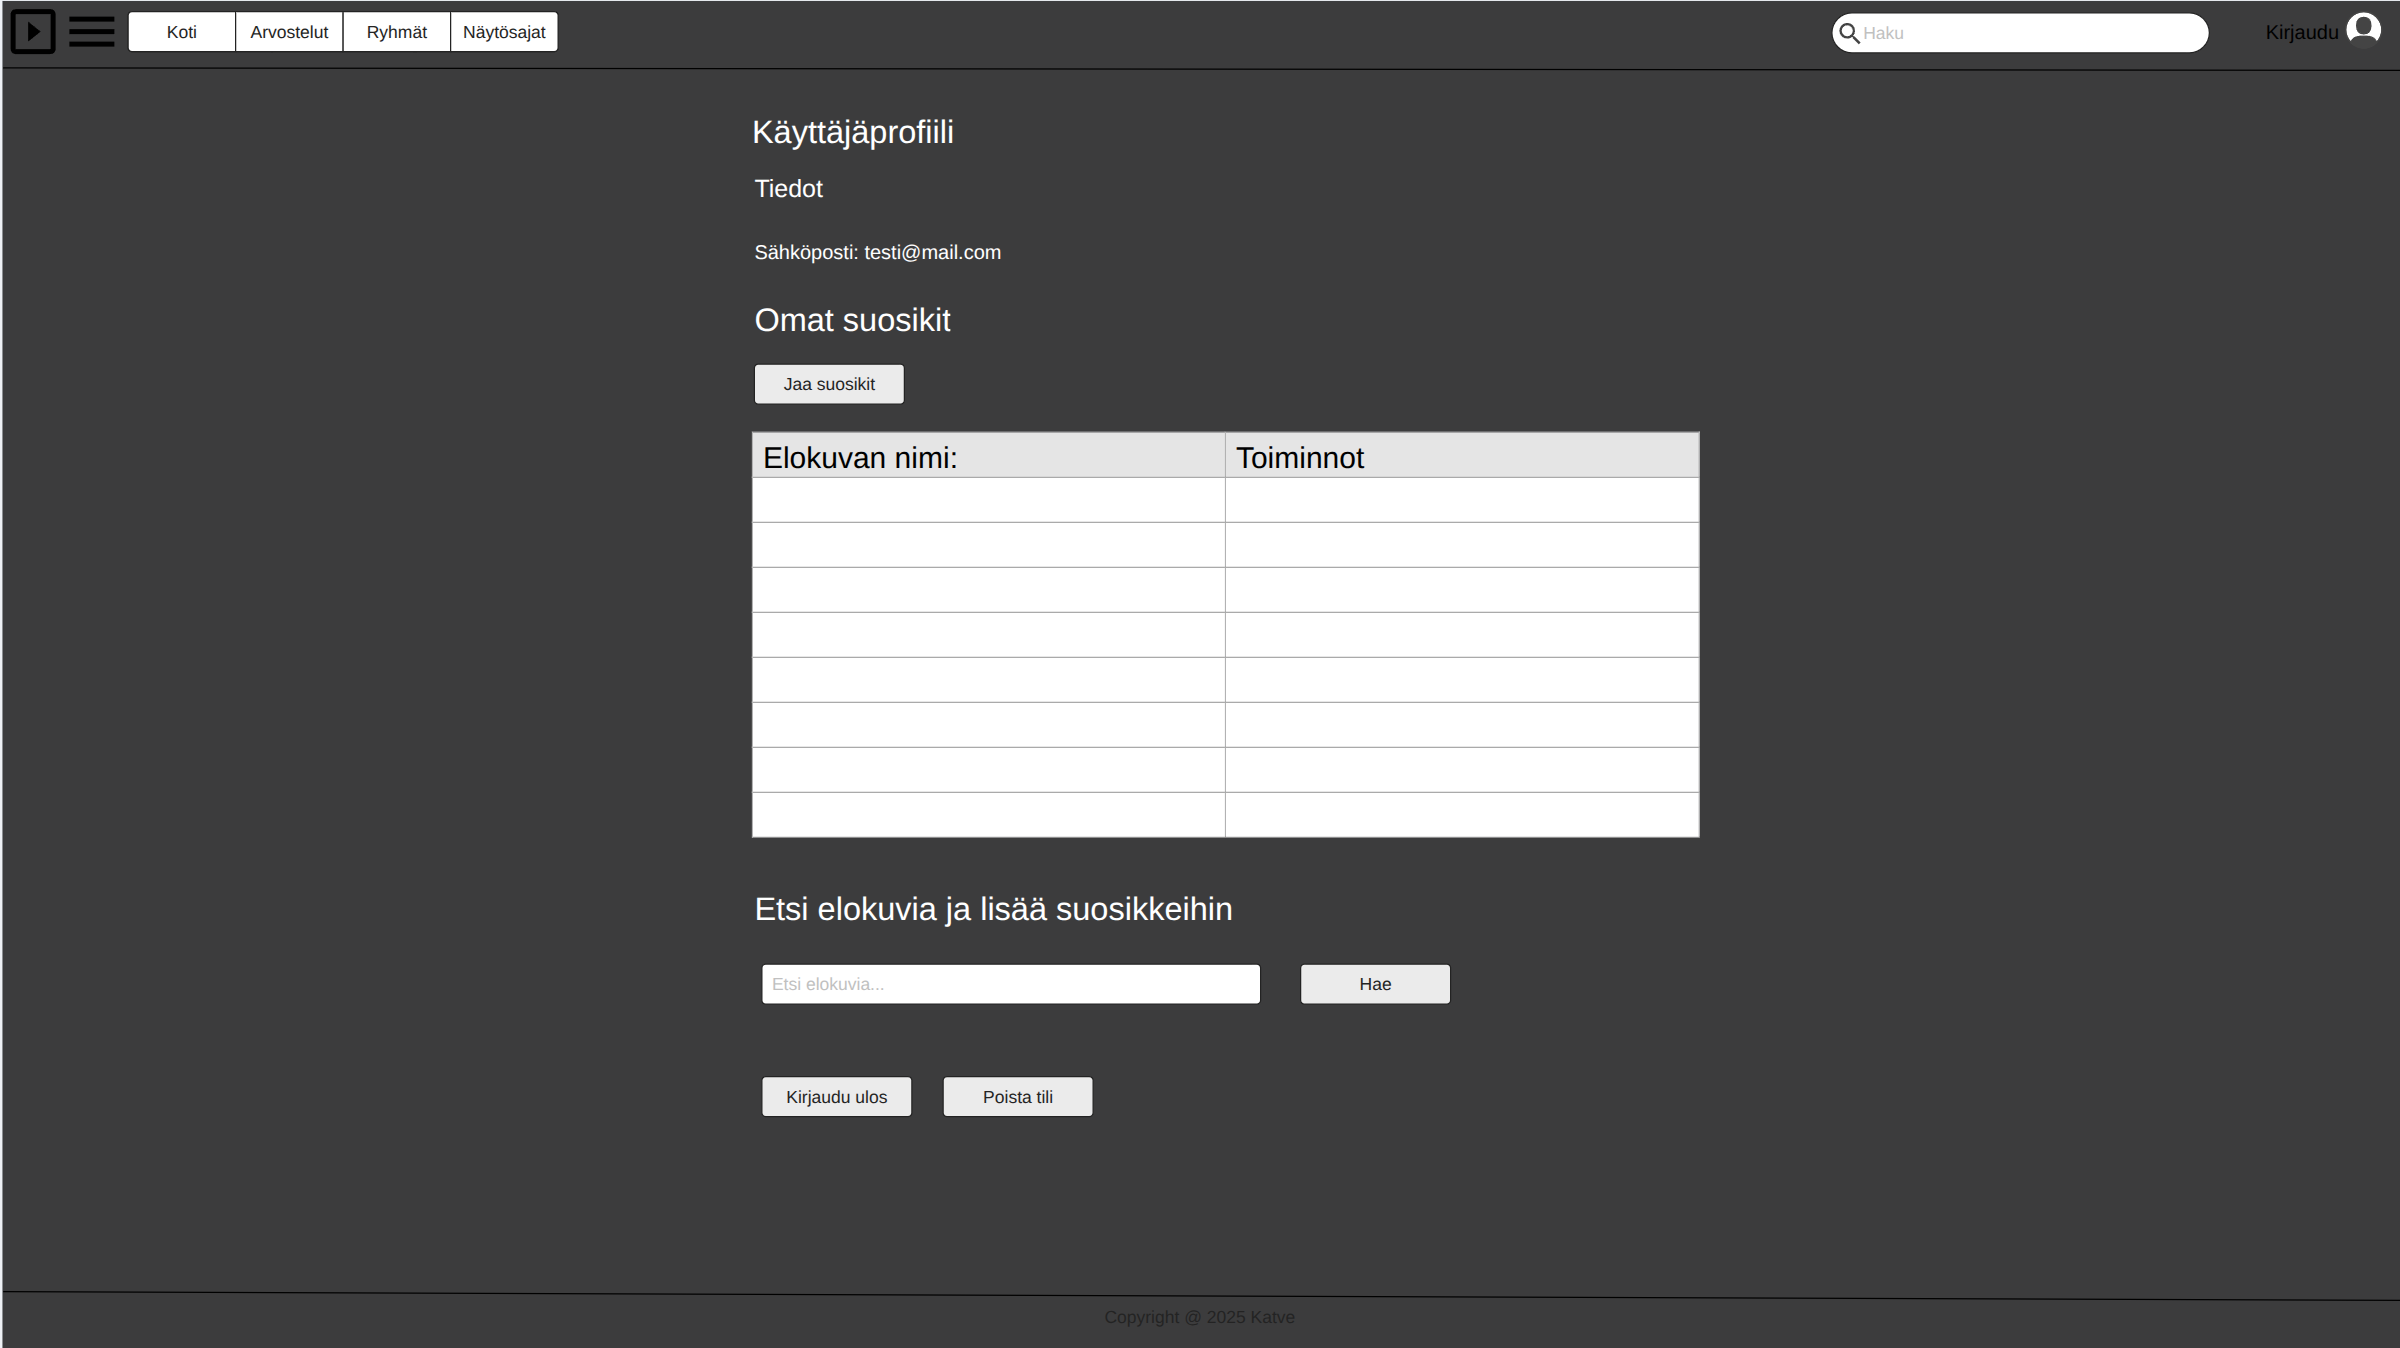 Koti
Arvostelut
Ryhmät
Näytösajat
Haku
Kirjaudu
Käyttäjäprofiili
Tiedot
Sähköposti: testi@mail.com
Omat suosikit
Jaa suosikit
Elokuvan nimi:
Toiminnot
Etsi elokuvia ja lisää suosikkeihin
Etsi elokuvia...
Hae
Kirjaudu ulos
Poista tili
Copyright @ 2025 Katve